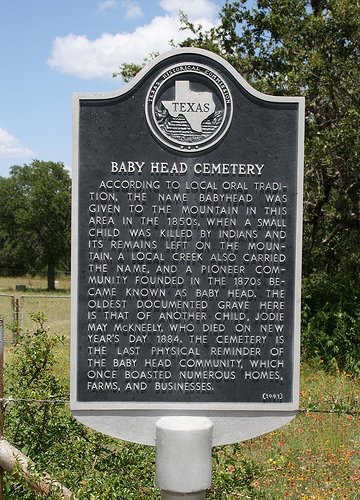 TEXAS HISTORICAL COMMISSION
TEXAS
BABY HEAD CEMETERY
ACCORDING TO LOCAL ORAL TRADI-
TION, THE NAME BABYHEAD WAS
GIVEN TO THE MOUNTAIN IN THIS
AREA IN THE 1850s, WHEN A SMALL
CHILD WAS KILLED BY INDIANS AND
ITS REMAINS LEFT ON THE MOUN-
TAIN. A LOCAL CREEK ALSO CARRIED
THE NAME, AND A PIONEER COM-
MUNITY FOUNDED IN THE 1870s BE-
CAME KNOWN AS BABY HEAD. THE
OLDEST DOCUMENTED GRAVE HERE
IS THAT OF ANOTHER CHILD, JODIE
MAY McKNEELY, WHO DIED ON NEW
YEAR'S DAY 1884. THE CEMETERY IS
THE LAST PHYSICAL REMINDER OF
THE BABY HEAD COMMUNITY, WHICH
ONCE BOASTED NUMEROUS HOMES,
FARMS, AND BUSINESSES.
(1991)